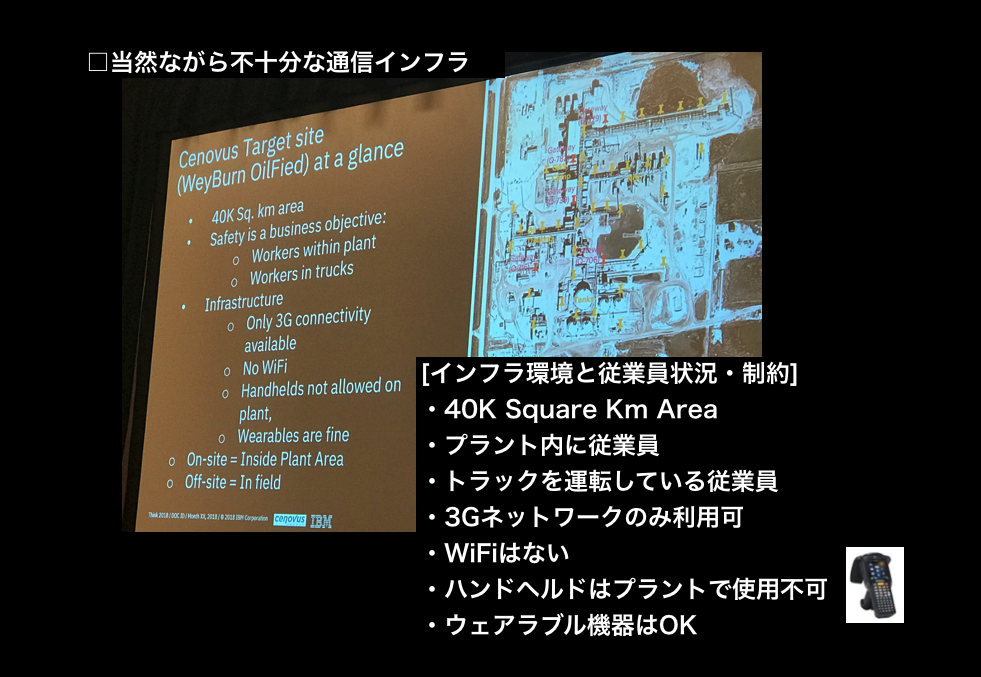 □当然ながら不十分な通信インフラ
Cenovus Target site
(WeyBurn OilFied) at a glance
• 40K Sq. km area
• Safety is a business objective:
○ Workers within plant
○ Workers in trucks
• Infrastructure
○ Only 3G connectivity
available
○ No WiFi
○ Handhelds not allowed on
plant,
○ Wearables are fine
○ On-site = Inside Plant Area
○ Off-site = In field
Think 2018 / DOC ID / Month XX, 2018 / © 2018 IBM Corporation
cenovus IBM
Gateway
Gateway
Gateway
Tanks
[インフラ環境と従業員状況・制約]
・40K Square Km Area
・プラント内に従業員
・トラックを運転している従業員
・3Gネットワークのみ利用可
・WiFiはない
・ハンドヘルドはプラントで使用不可
・ウェアラブル機器はOK